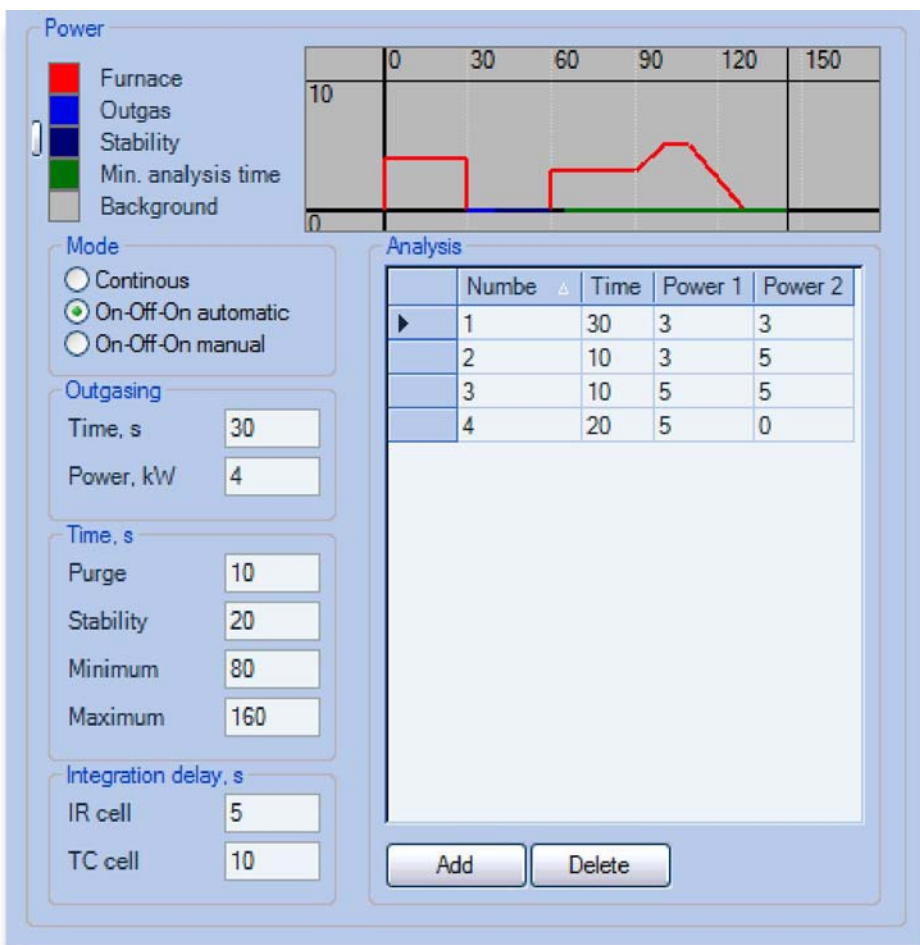 Power
Furnace
Outgas
Stability
Min. analysis time
Background
0 30 60 90 120 150
10
0
Mode
Continous
On-Off-On automatic
On-Off-On manual
Outgasing
Time, s 30
Power, kW 4
Time, s
Purge 10
Stability 20
Minimum 80
Maximum 160
Integration delay, s
IR cell 5
TC cell 10
Analysis
Numbe Time Power 1 Power 2
1 30 3 3
2 10 3 5
3 10 5 5
4 20 5 0
Add Delete